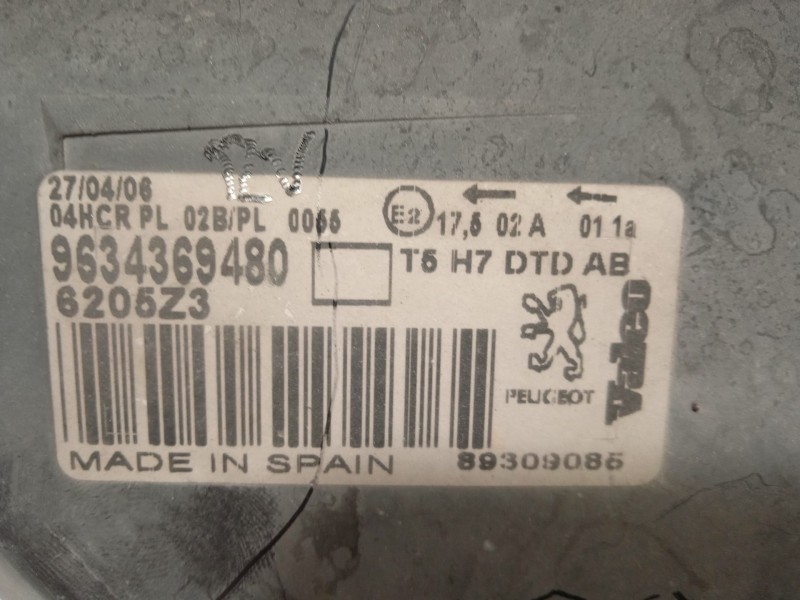 27/04/06
04HCR PL 02B/PL 0055 E2 17,5 02 A 01 1a
9634369480 T5 H7 DTD AB
6205Z3
PEUGEOT
Valeo
MADE IN SPAIN 89309085